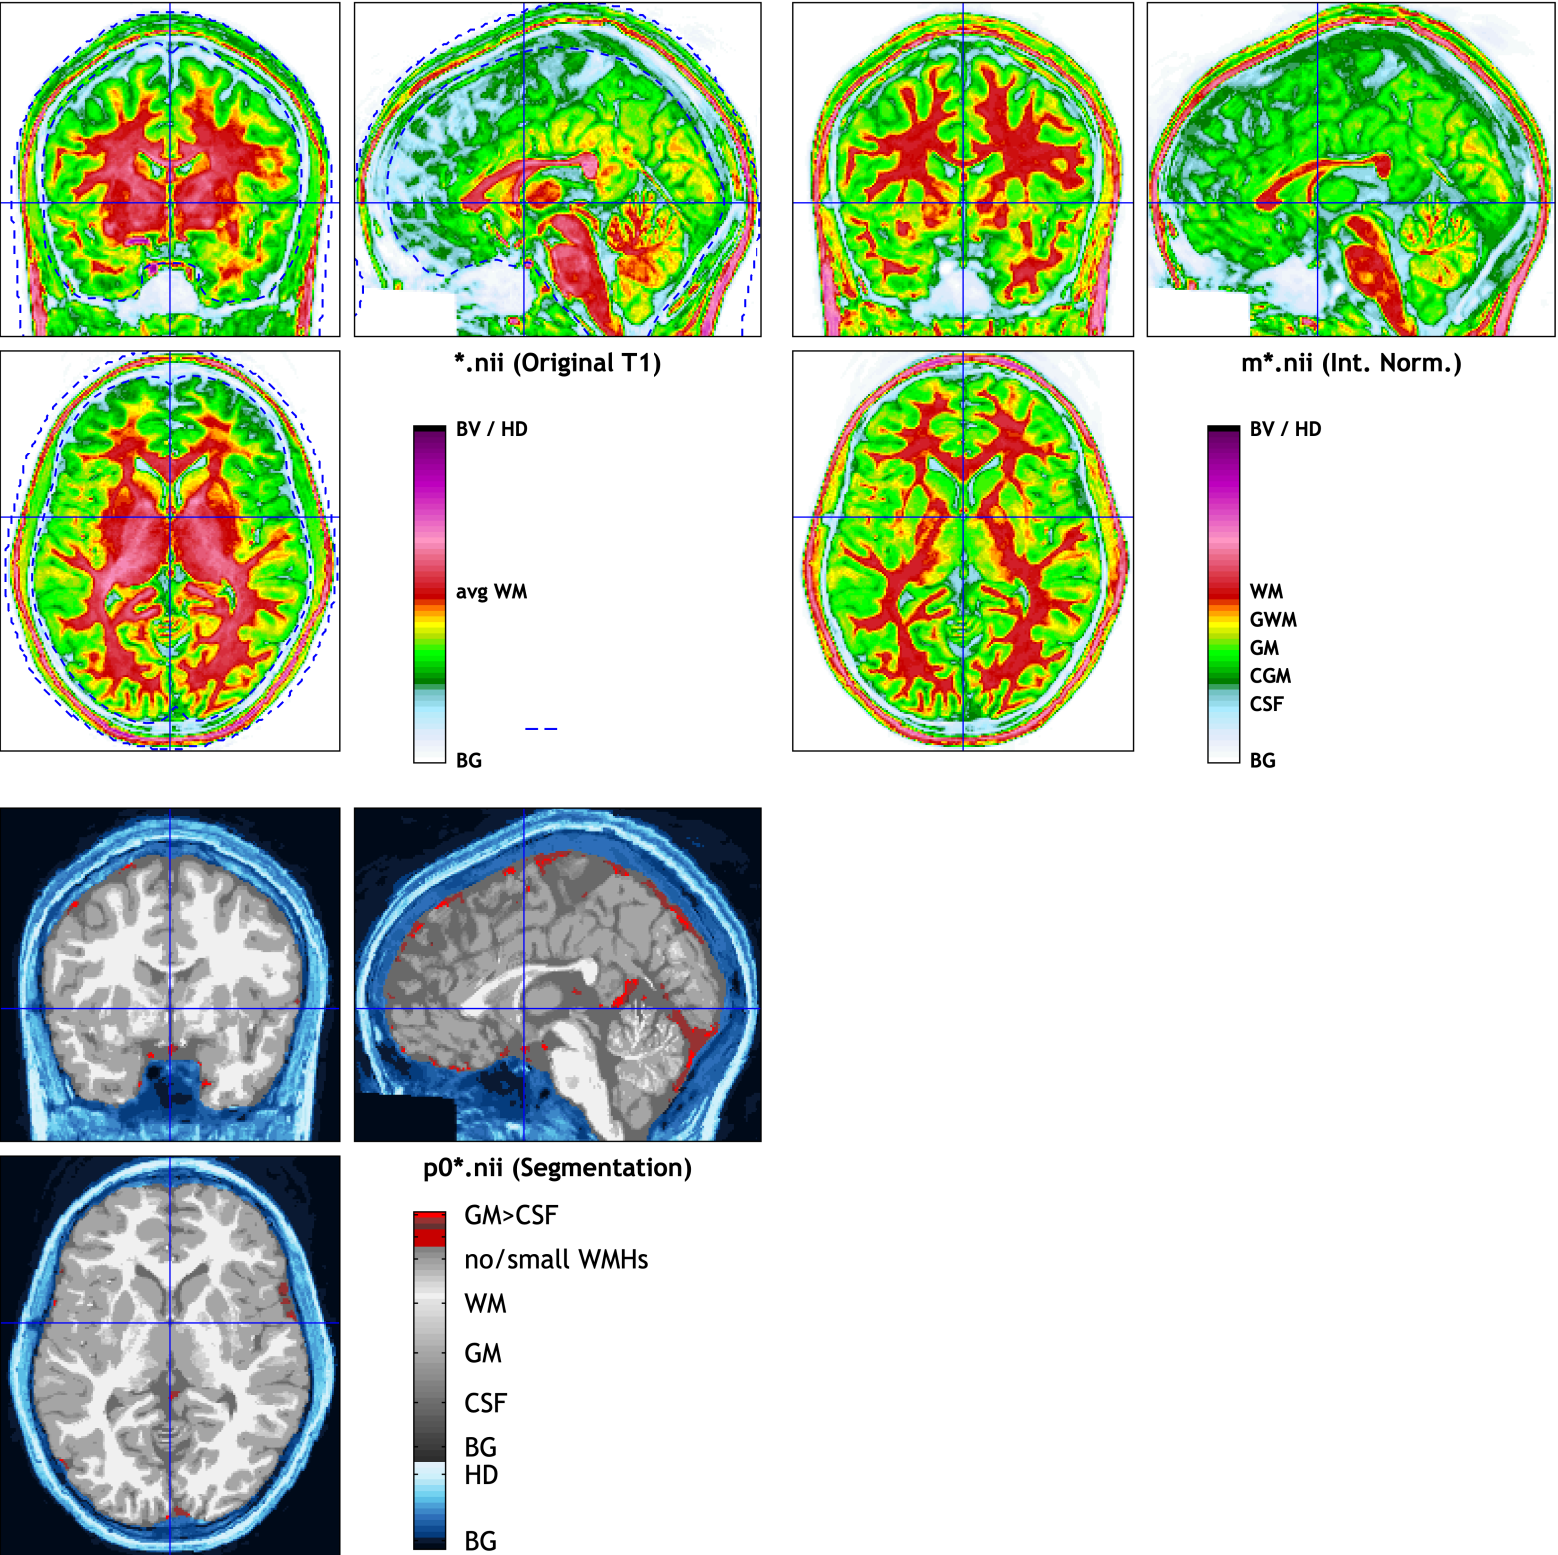 *.nii (Original T1)
BV / HD
avg WM
BG
m*.nii (Int. Norm.)
BV / HD
WM
GWM
GM
CGM
CSF
BG
p0*.nii (Segmentation)
GM>CSF
no/small WMHs
WM
GM
CSF
BG
HD
BG